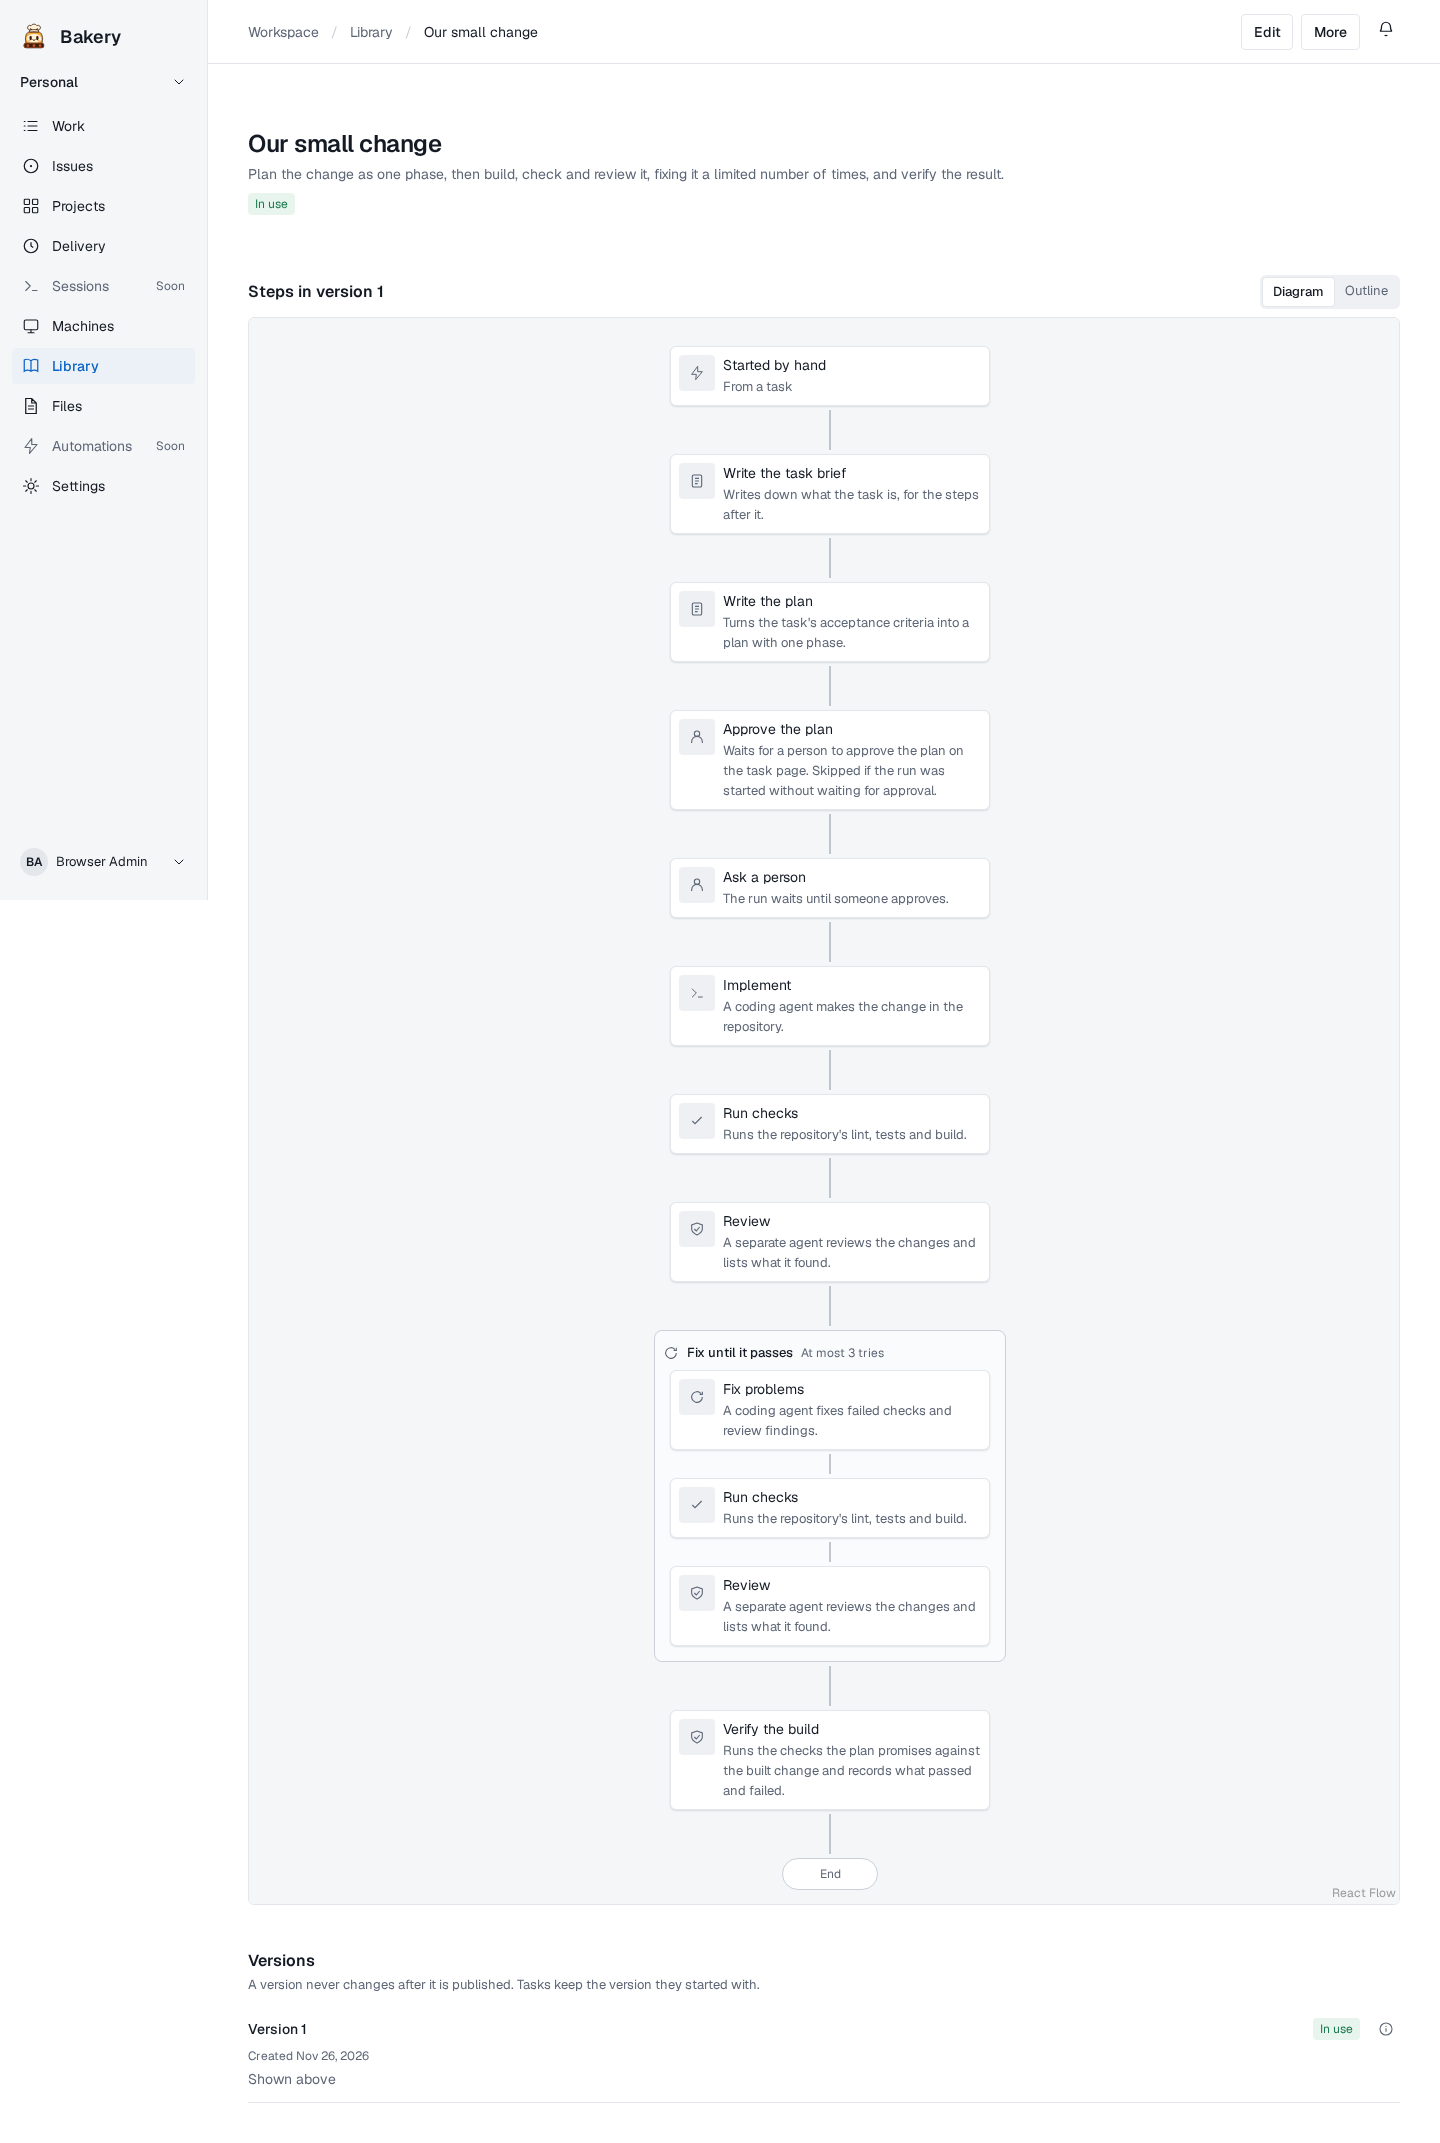 Bakery
Workspace / Library / Our small change
Edit
More
Personal
Work
Issues
Projects
Delivery
Sessions Soon
Machines
Library
Files
Automations Soon
Settings
BA Browser Admin
Our small change
Plan the change as one phase, then build, check and review it, fixing it a limited number of times, and verify the result.
In use
Steps in version 1
Diagram Outline
Started by hand
From a task
Write the task brief
Writes down what the task is, for the steps
after it.
Write the plan
Turns the task's acceptance criteria into a
plan with one phase.
Approve the plan
Waits for a person to approve the plan on
the task page. Skipped if the run was
started without waiting for approval.
Ask a person
The run waits until someone approves.
Implement
A coding agent makes the change in the
repository.
Run checks
Runs the repository's lint, tests and build.
Review
A separate agent reviews the changes and
lists what it found.
Fix until it passes At most 3 tries
Fix problems
A coding agent fixes failed checks and
review findings.
Run checks
Runs the repository's lint, tests and build.
Review
A separate agent reviews the changes and
lists what it found.
Verify the build
Runs the checks the plan promises against
the built change and records what passed
and failed.
End
React Flow
Versions
A version never changes after it is published. Tasks keep the version they started with.
Version 1
In use
Created Nov 26, 2026
Shown above